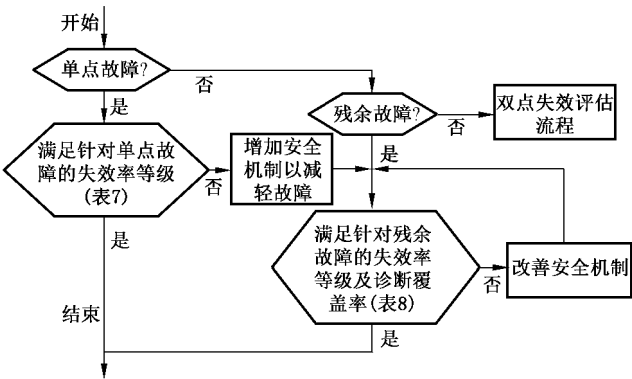 开始
单点故障?
否
是
残余故障?
否
双点失效评估
流程
满足针对单点故
障的失效率等级
(表7)
否
增加安全
机制以减
轻故障
是
是
满足针对残余
故障的失效率
等级及诊断覆
盖率(表8)
否
改善安全机制
结束
是